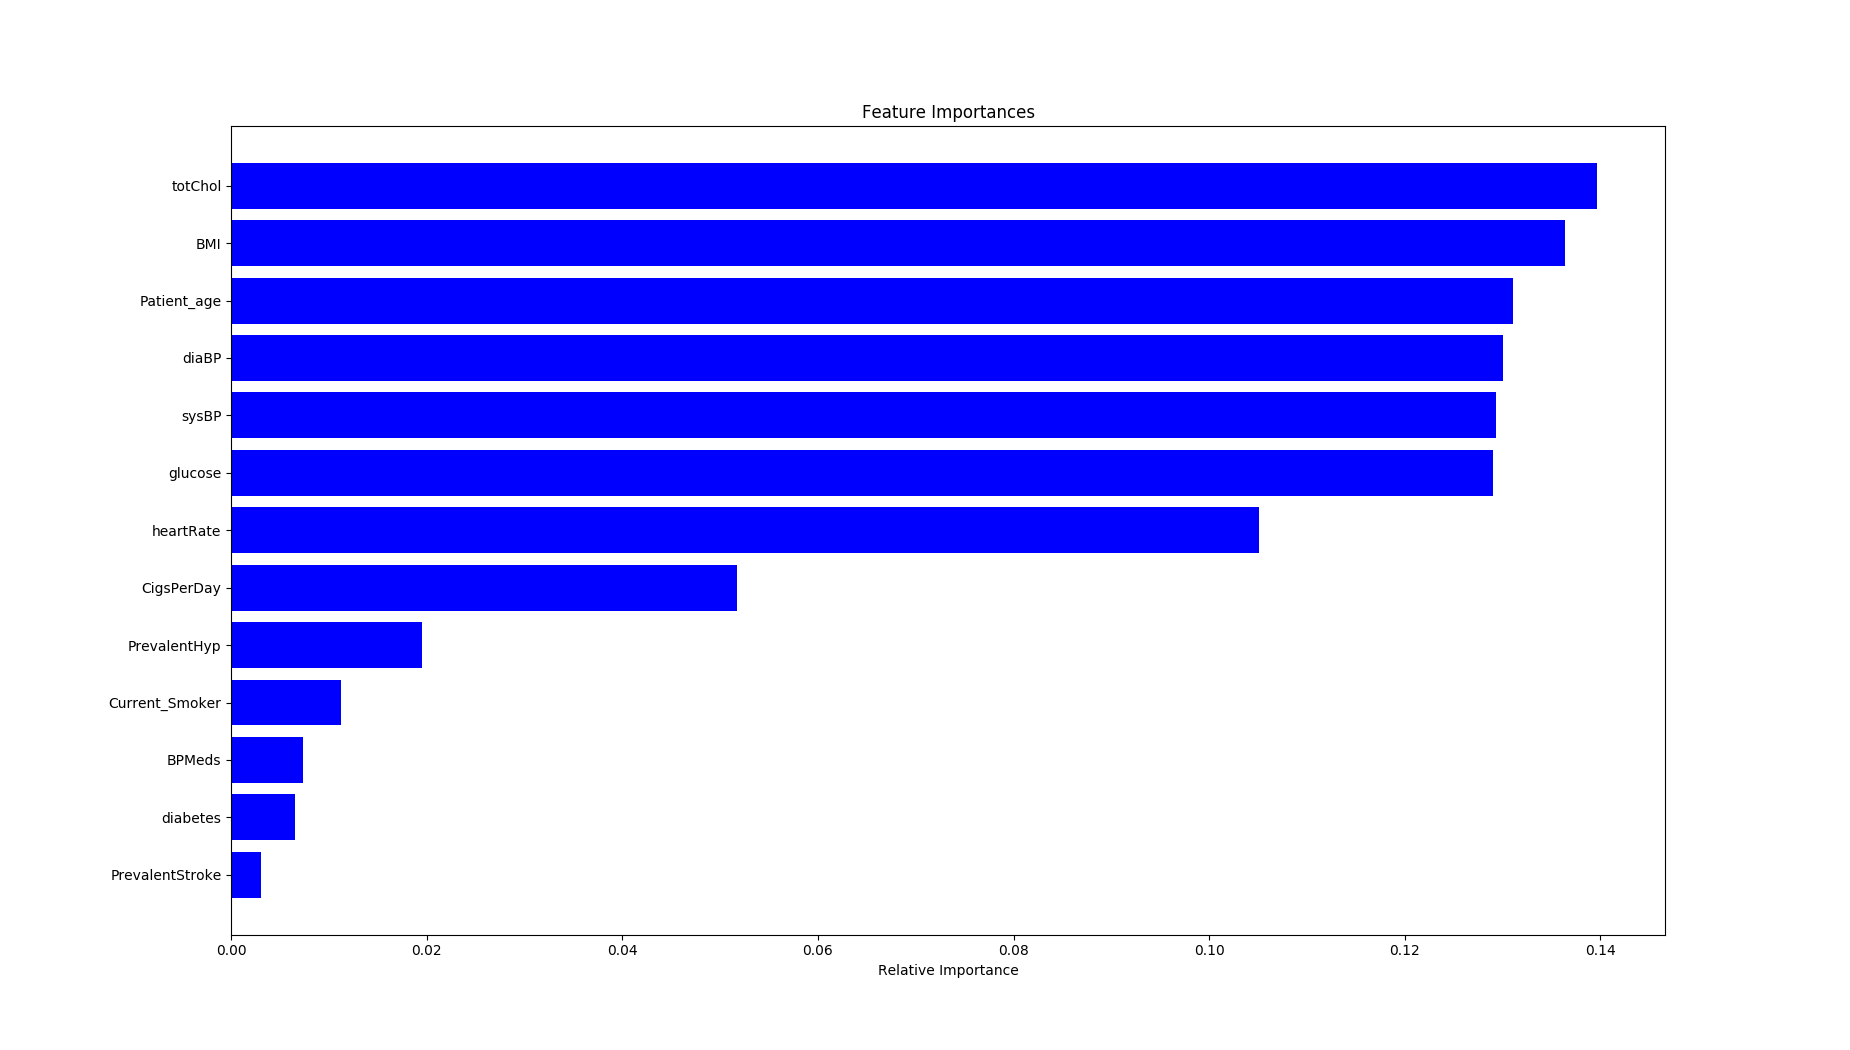 Feature Importances
totChol
BMI
Patient_age
diaBP
sysBP
glucose
heartRate
CigsPerDay
PrevalentHyp
Current_Smoker
BPMeds
diabetes
PrevalentStroke
0.00 0.02 0.04 0.06 0.08 0.10 0.12 0.14
Relative Importance